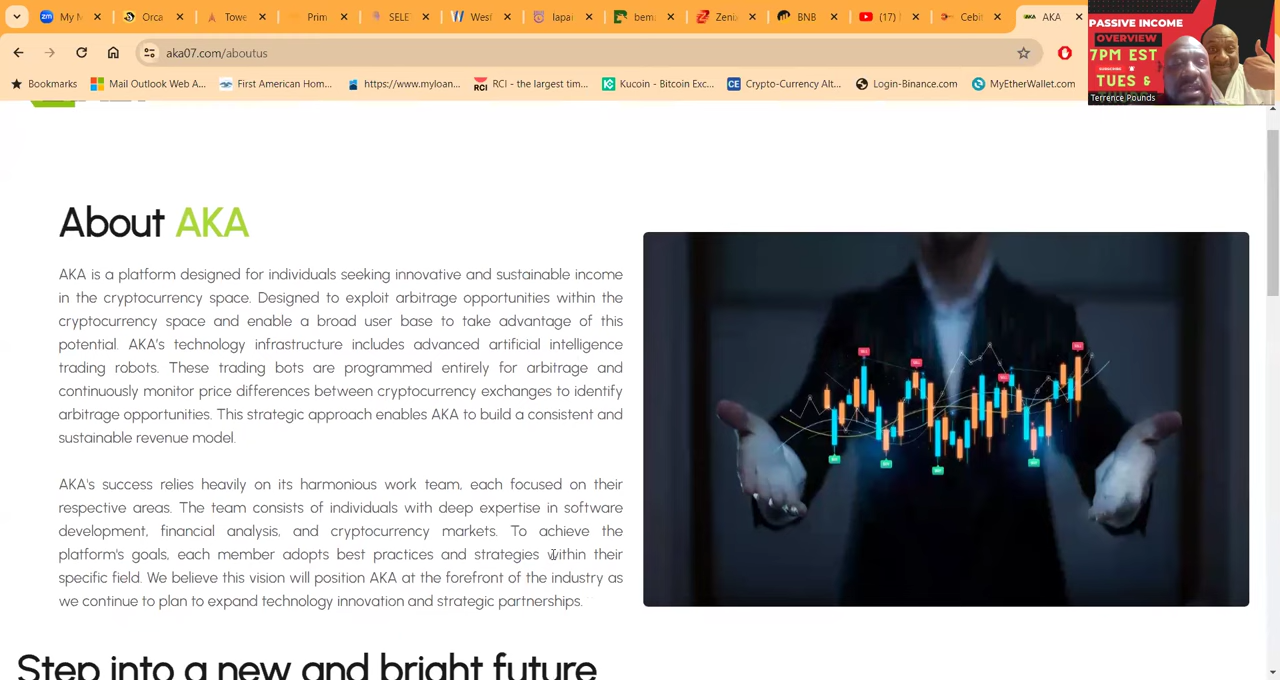 My N
Orca
Towe
Prim
SELE
Wesl
Iapai
bem
Zeni
BNB
(17)
Cebit
AKA
aka07.com/aboutus
Bookmarks
Mail Outlook Web A...
First American Hom...
https://www.myloan...
RCI - the largest tim...
Kucoin - Bitcoin Exc...
Crypto-Currency Alt...
Login-Binance.com
MyEtherWallet.com
PASSIVE INCOME
OVERVIEW
7PM EST
TUES &
Terrence Pounds
About AKA
AKA is a platform designed for individuals seeking innovative and sustainable income
in the cryptocurrency space. Designed to exploit arbitrage opportunities within the
cryptocurrency space and enable a broad user base to take advantage of this
potential. AKA's technology infrastructure includes advanced artificial intelligence
trading robots. These trading bots are programmed entirely for arbitrage and
continuously monitor price differences between cryptocurrency exchanges to identify
arbitrage opportunities. This strategic approach enables AKA to build a consistent and
sustainable revenue model.
AKA's success relies heavily on its harmonious work team, each focused on their
respective areas. The team consists of individuals with deep expertise in software
development, financial analysis, and cryptocurrency markets. To achieve the
platform's goals, each member adopts best practices and strategies within their
specific field. We believe this vision will position AKA at the forefront of the industry as
we continue to plan to expand technology innovation and strategic partnerships.
Step into a new and bright future